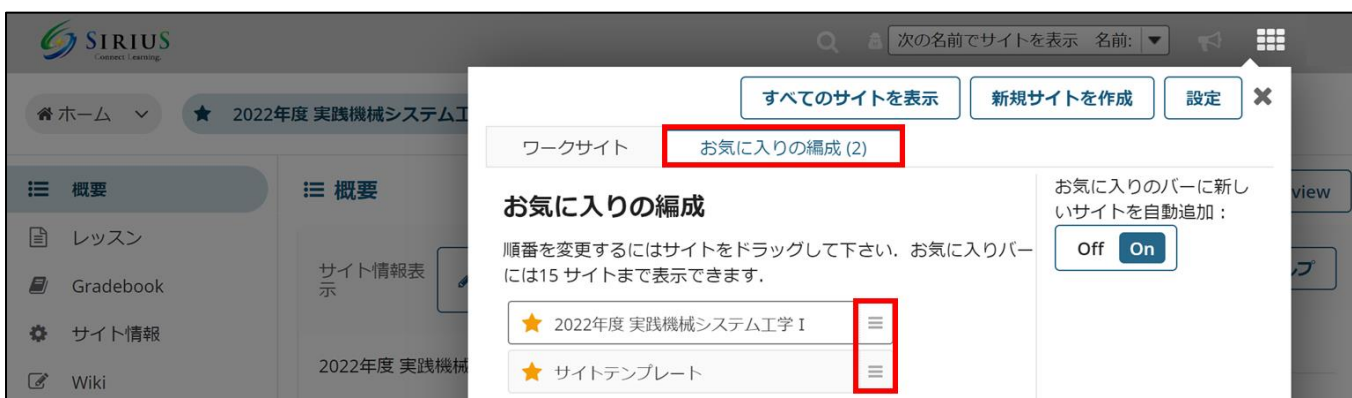 SIRIUS
Connect Learning.
次の名前でサイトを表示 名前:
ホーム
2022年度 実践機械システム工
すべてのサイトを表示
新規サイトを作成
設定
ワークサイト
お気に入りの編成 (2)
概要
レッスン
Gradebook
サイト情報
Wiki
概要
サイト情報表
示
2022年度 実践機械
お気に入りの編成
順番を変更するにはサイトをドラッグして下さい．お気に入りバー
には15 サイトまで表示できます．
2022年度 実践機械システム工学 I
サイトテンプレート
お気に入りのバーに新し
いサイトを自動追加：
Off On
view
プ